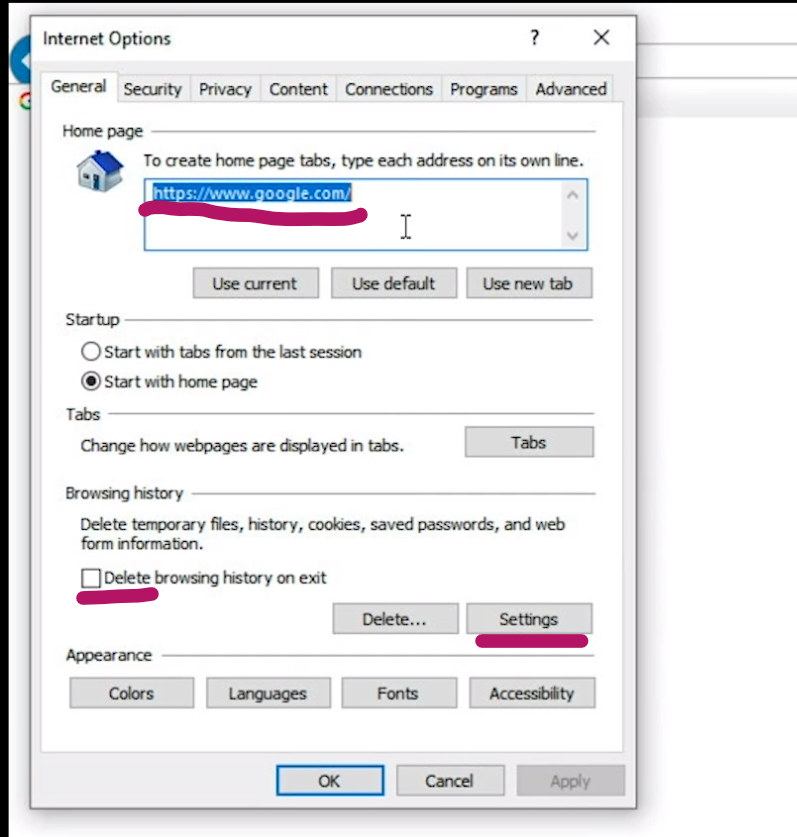 Internet Options ?
General Security Privacy Content Connections Programs Advanced
Home page
To create home page tabs, type each address on its own line.
https://www.google.com/
Use current Use default Use new tab
Startup
Start with tabs from the last session
Start with home page
Tabs
Change how webpages are displayed in tabs. Tabs
Browsing history
Delete temporary files, history, cookies, saved passwords, and web
form information.
Delete browsing history on exit
Delete... Settings
Appearance
Colors Languages Fonts Accessibility
OK Cancel Apply